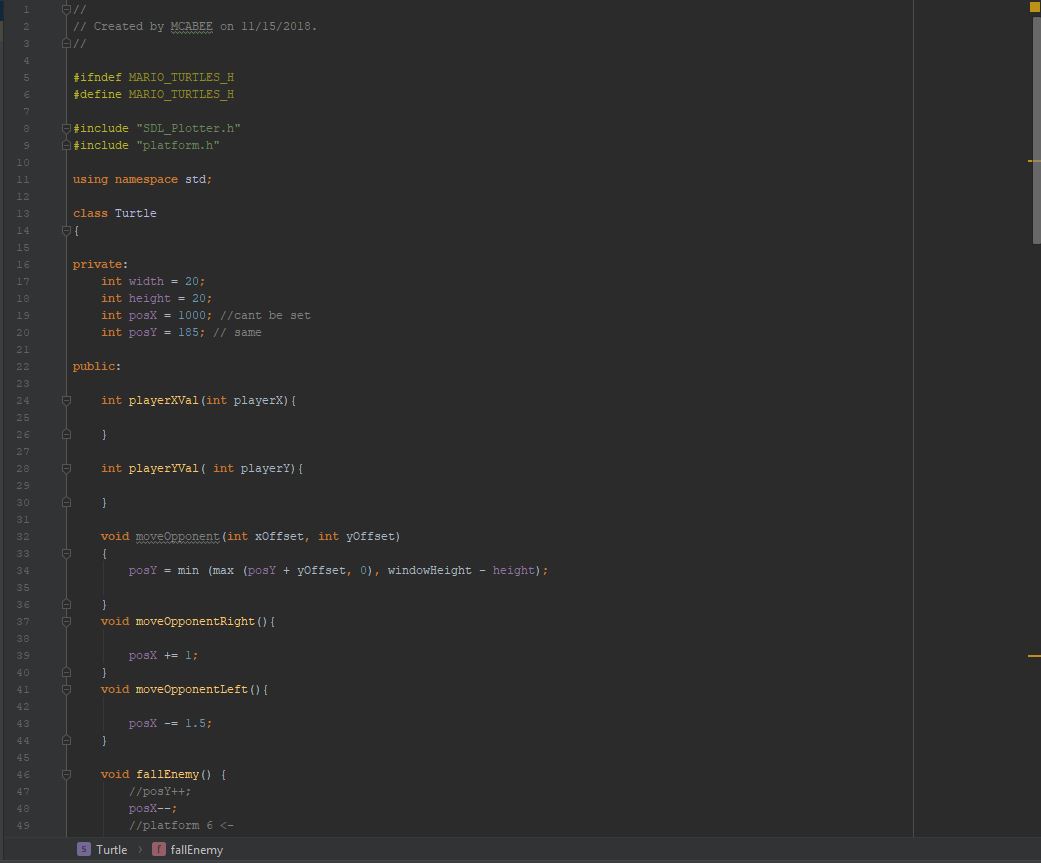 1 //
2 // Created by MCABEE on 11/15/2018.
3 //
4
5 #ifndef MARIO_TURTLES_H
6 #define MARIO_TURTLES_H
7
8 #include "SDL_Plotter.h"
9 #include "platform.h"
10
11 using namespace std;
12
13 class Turtle
14 {
15
16 private:
17 int width = 20;
18 int height = 20;
19 int posX = 1000; //cant be set
20 int posY = 185; // same
21
22 public:
23
24 int playerXVal(int playerX){
25
26 }
27
28 int playerYVal( int playerY){
29
30 }
31
32 void moveOpponent(int xOffset, int yOffset)
33 {
34 posY = min (max (posY + yOffset, 0), windowHeight - height);
35
36 }
37 void moveOpponentRight(){
38
39 posX += 1;
40 }
41 void moveOpponentLeft(){
42
43 posX -= 1.5;
44 }
45
46 void fallEnemy() {
47 //posY++;
48 posX--;
49 //platform 6 <-
S Turtle › f fallEnemy